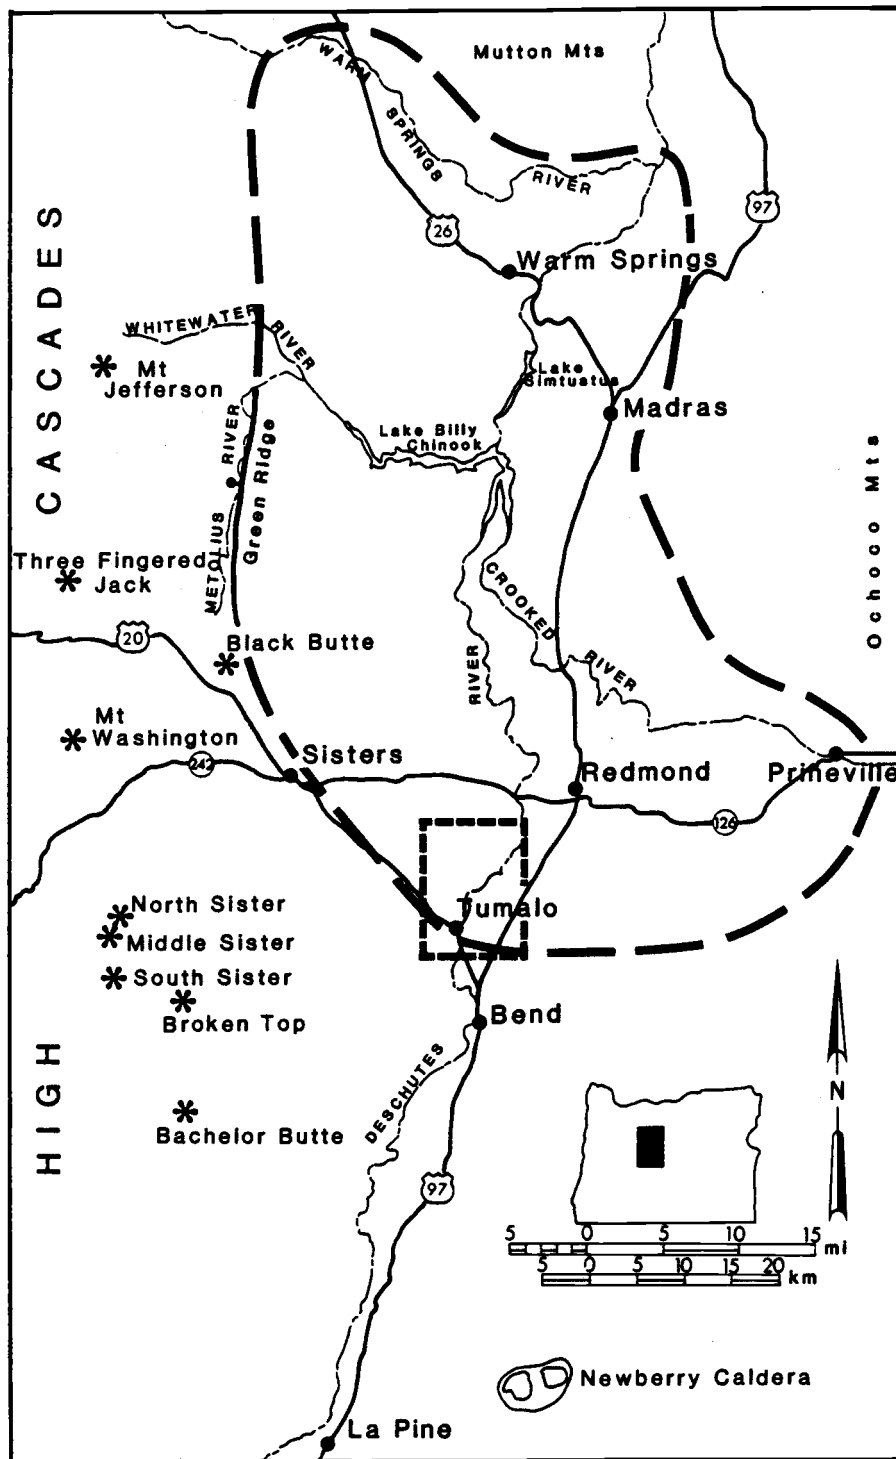 Mutton Mts
WARM
SPRINGS
RIVER
97
26
Warm Springs
CASCADES
WHITEWATER
RIVER
Mt
Jefferson
Lake
Simtustus
Madras
Lake Billy
Chinook
RIVER
Green Ridge
METOLIUS
Ochoco Mts
Three Fingered
Jack
CROOKED
RIVER
20
Black Butte
RIVER
Mt
Washington
242
Sisters
Redmond
Prineville
126
North Sister
Tumalo
Middle Sister
South Sister
Broken Top
Bend
HIGH
DESCHUTES
N
Bachelor Butte
97
5 0 5 10 15
mi
5 0 5 10 15 20
km
Newberry Caldera
La Pine